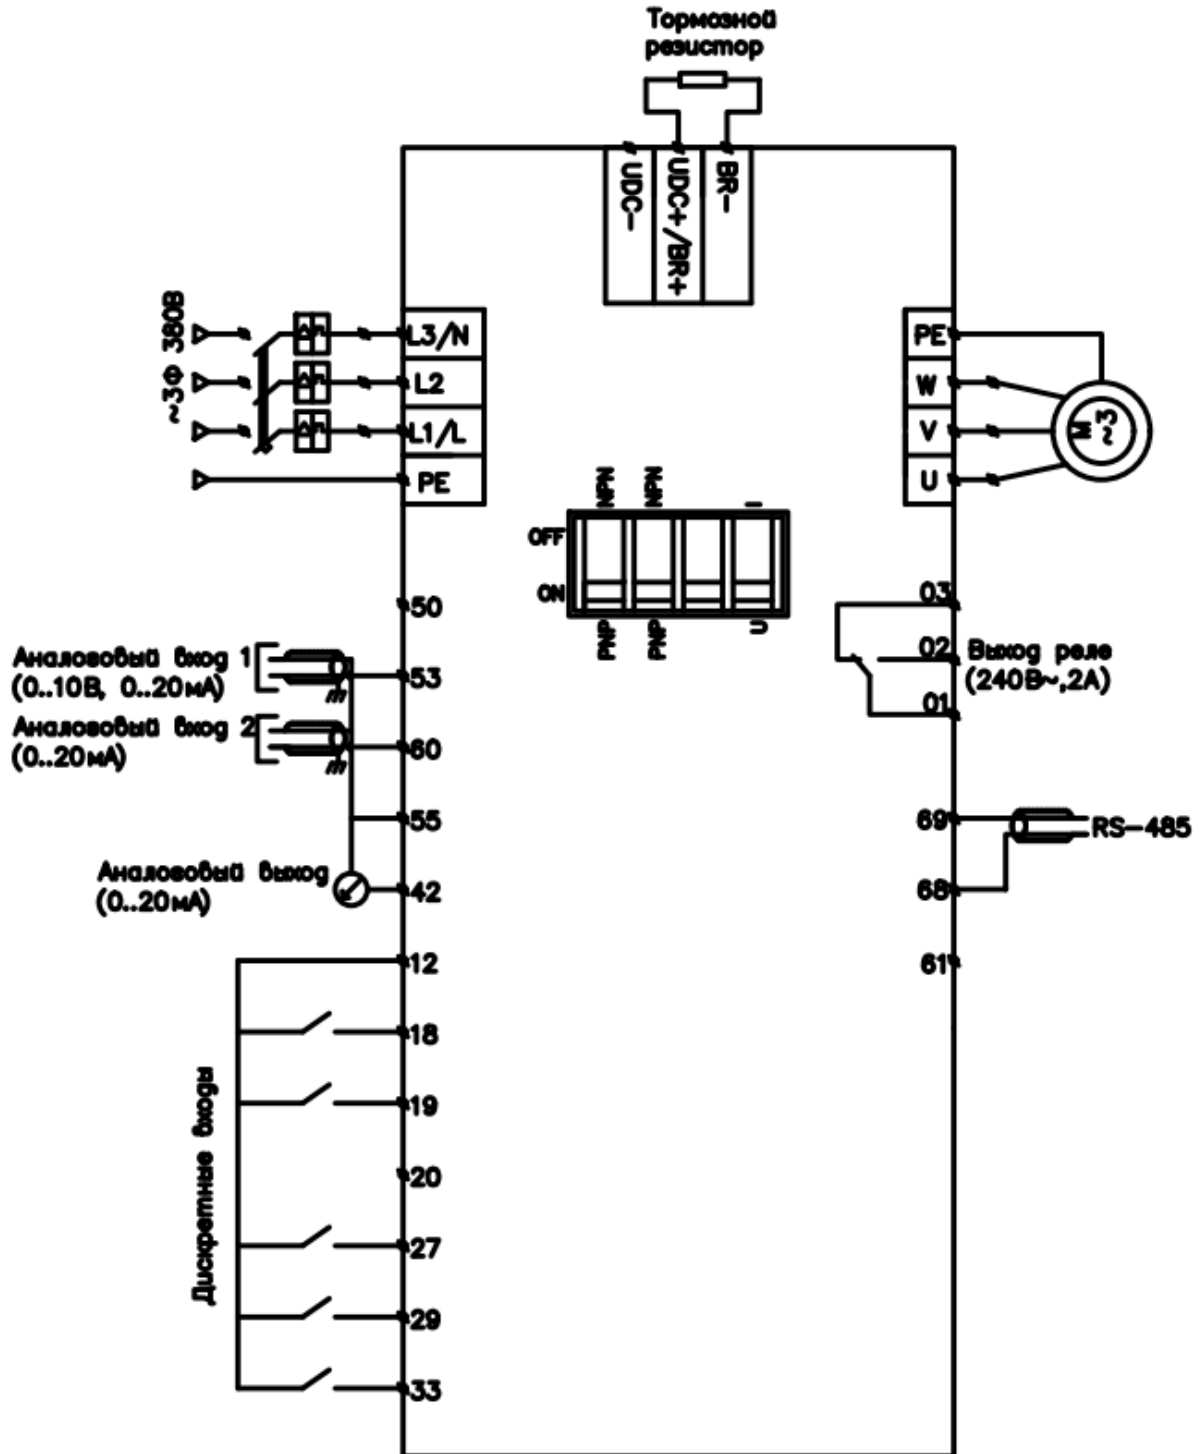 Тормозной
резистор
UDC-
UDC+/BR+
BR-
~3Ф 380В
L3/N
L2
L1/L
PE
PE
W
V
U
M
3
~
NPN
NPN
I
OFF
ON
PNP
PNP
U
50
03
Аналоговый вход 1
(0..10В, 0..20мА)
53
02
Выход реле
(240В~,2А)
01
Аналоговый вход 2
(0..20мА)
60
55
69
RS-485
Аналоговый выход
(0..20мА)
42
68
12
61
18
19
Дискретные входы
20
27
29
33